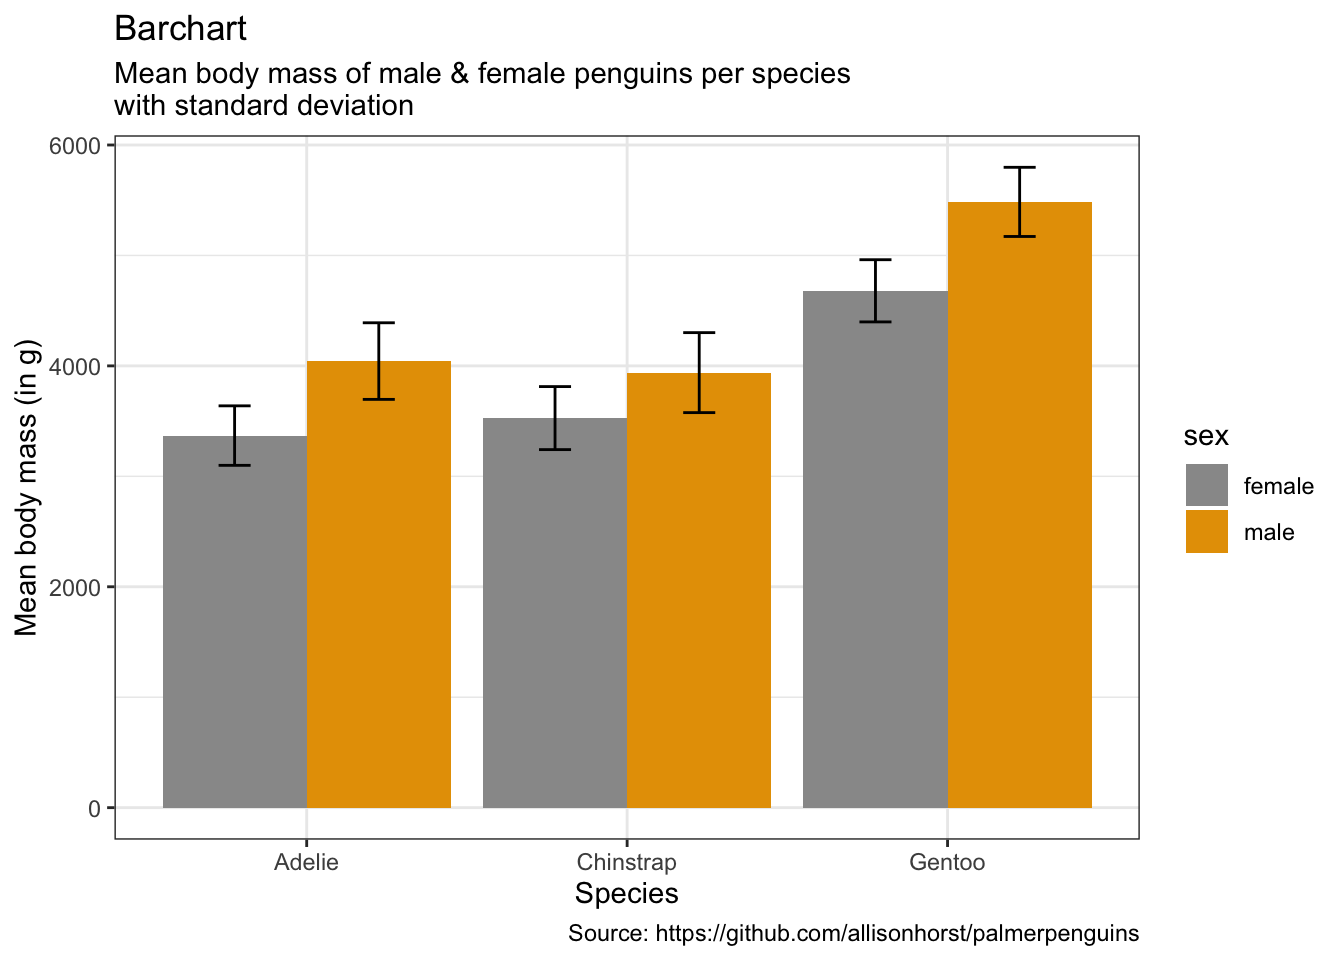 Barchart
Mean body mass of male & female penguins per species
with standard deviation
6000
4000
2000
0
Mean body mass (in g)
Adelie
Chinstrap
Gentoo
Species
sex
female
male
Source: https://github.com/allisonhorst/palmerpenguins